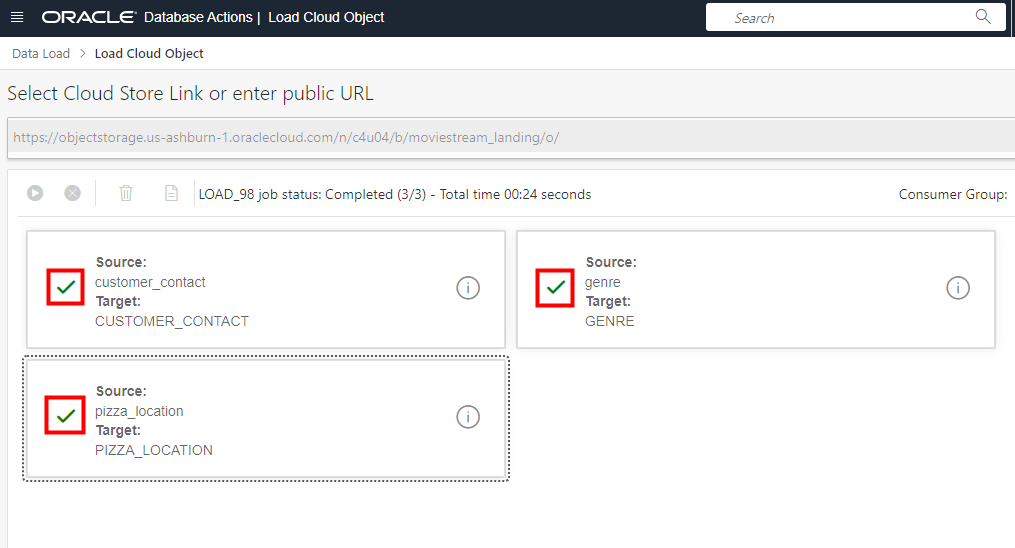 ORACLE Database Actions | Load Cloud Object
Search
Data Load > Load Cloud Object
Select Cloud Store Link or enter public URL
https://objectstorage.us-ashburn-1.oraclecloud.com/n/c4u04/b/moviestream_landing/o/
LOAD_98 job status: Completed (3/3) - Total time 00:24 seconds
Consumer Group:
Source:
customer_contact
Target:
CUSTOMER_CONTACT
Source:
genre
Target:
GENRE
Source:
pizza_location
Target:
PIZZA_LOCATION